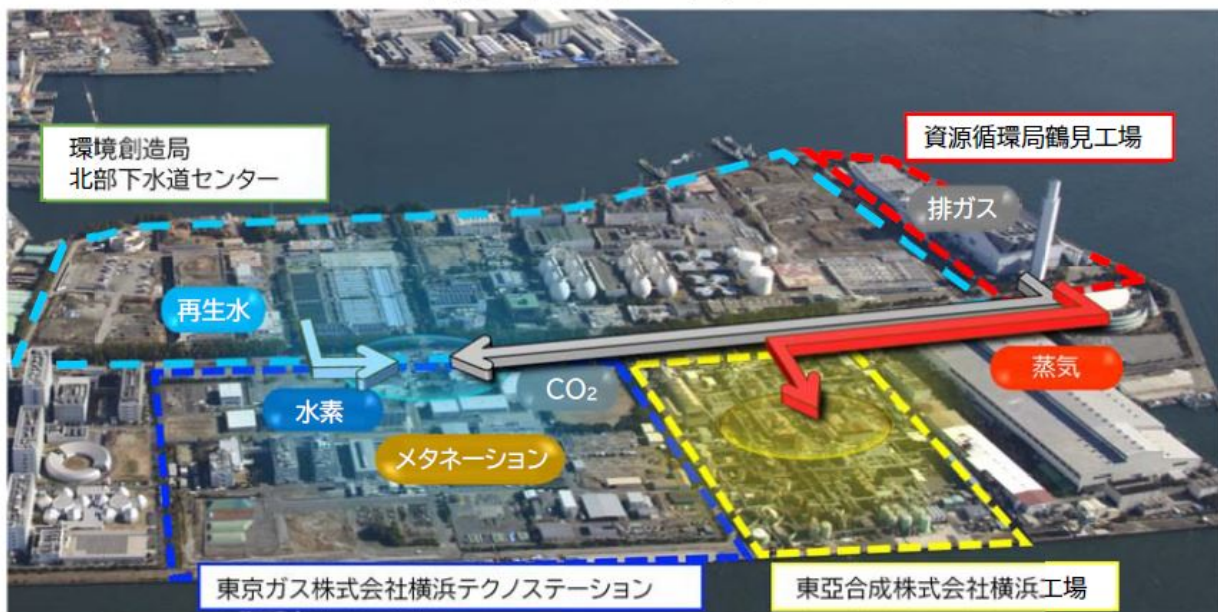 環境創造局
北部下水道センター
資源循環局鶴見工場
排ガス
再生水
蒸気
CO₂
水素
メタネーション
東京ガス株式会社横浜テクノステーション
東亞合成株式会社横浜工場